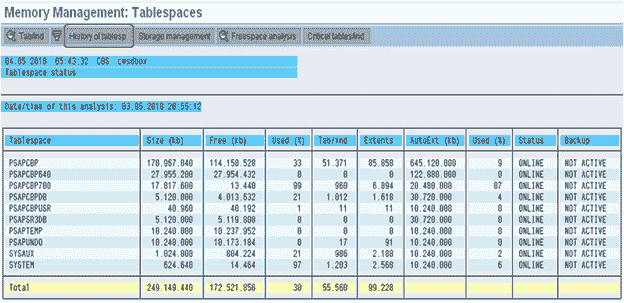 Memory Management: Tablespaces
Tab/Ind History of tablesp. Storage management Freespace analysis Critical tables/ind
04.05.2010 05:43:32 CBS cwsdbox
Tablespace status
Date/time of this analysis: 03.05.2010 20:55:12
Tablespace Size (kb) Free (kb) Used (%) Tab/ind Extents AutoExt (kb) Used (%) Status Backup
PSAPCBP 170.967.040 114.150.528 33 51.371 85.858 645.120.000 9 ONLINE NOT ACTIVE
PSAPCBP640 27.955.200 27.954.432 0 0 0 122.880.000 0 ONLINE NOT ACTIVE
PSAPCBP700 17.817.600 13.440 99 960 6.894 20.480.000 87 ONLINE NOT ACTIVE
PSAPCBPDB 5.120.000 4.013.632 21 1.012 1.618 30.720.000 4 ONLINE NOT ACTIVE
PSAPCBPUSR 40.960 40.192 1 11 11 10.240.000 0 ONLINE NOT ACTIVE
PSAPSR3DB 5.120.000 5.119.808 0 0 0 30.720.000 0 ONLINE NOT ACTIVE
PSAPTEMP 10.240.000 10.237.952 0 0 0 10.240.000 0 ONLINE NOT ACTIVE
PSAPUNDO 10.240.000 10.173.184 0 17 91 10.240.000 0 ONLINE NOT ACTIVE
SYSAUX 1.024.000 804.224 21 986 2.188 10.240.000 2 ONLINE NOT ACTIVE
SYSTEM 624.640 14.464 97 1.203 2.568 10.240.000 6 ONLINE NOT ACTIVE
Total 249.149.440 172.521.856 30 55.560 99.228